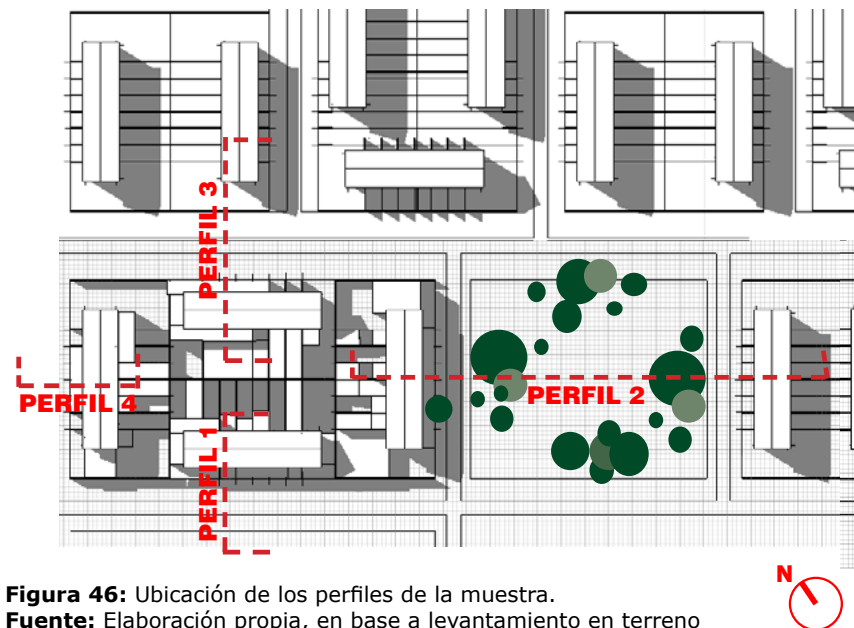 PERFIL 3
PERFIL 4
PERFIL 2
PERFIL 1
N
Figura 46: Ubicación de los perfiles de la muestra.
Fuente: Elaboración propia, en base a levantamiento en terreno